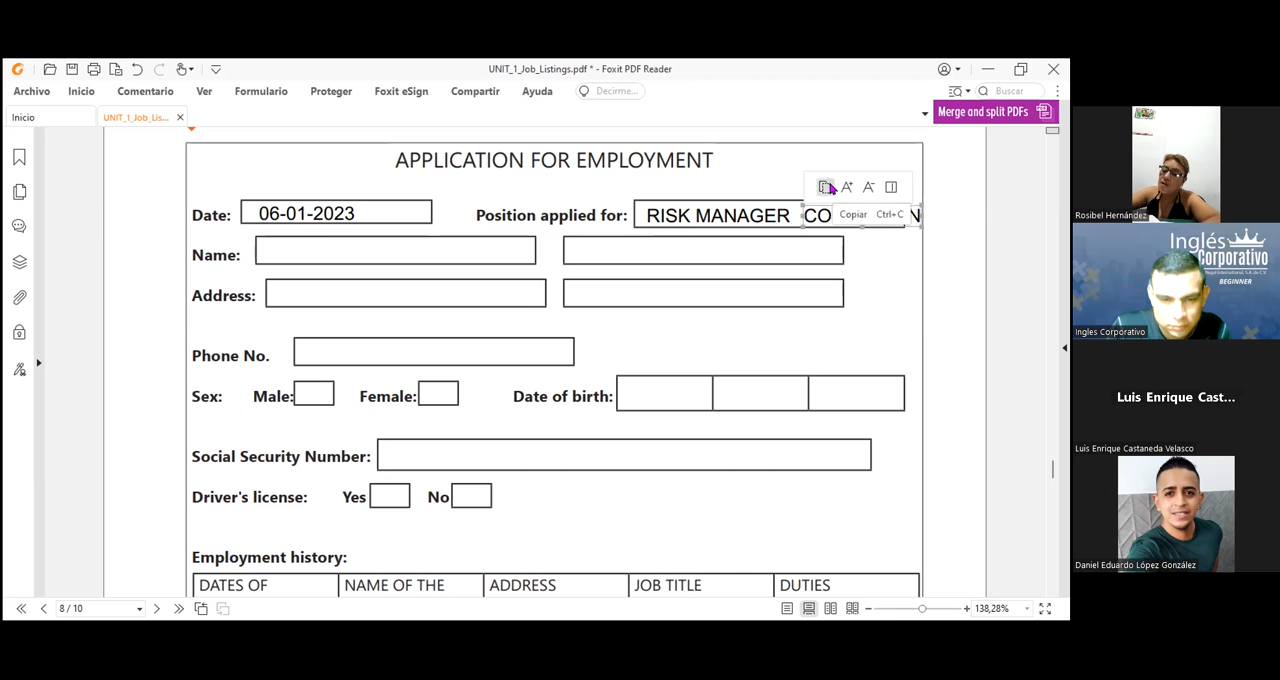 UNIT_1_Job_Listings.pdf * - Foxit PDF Reader
Archivo Inicio Comentario Ver Formulario Proteger Foxit eSign Compartir Ayuda Decirme... Buscar
Inicio UNIT_1_Job_Lis... Merge and split PDFs
APPLICATION FOR EMPLOYMENT
Date: 06-01-2023 Position applied for: RISK MANAGER
Copiar Ctrl+C
Name:
Address:
Phone No.
Sex: Male: Female: Date of birth:
Social Security Number:
Driver's license: Yes No
Employment history:
DATES OF NAME OF THE ADDRESS JOB TITLE DUTIES
8 / 10 138,28%
Rosibel Hernández
Inglés
Corporativo
BEGINNER
Ingles Corporativo
Luis Enrique Cast...
Luis Enrique Castaneda Velasco
Daniel Eduardo López González